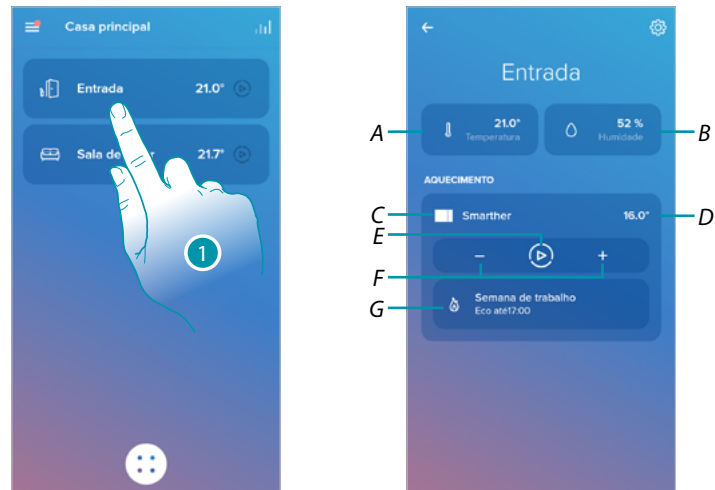 Casa principal
Entrada 21.0°
Sala de 21.7°
1
Entrada
A
21.0°
Temperatura
52 %
Humidade
B
AQUECIMENTO
C
Smarther 16.0°
D
E
F
− +
G
Semana de trabalho
Eco até17:00